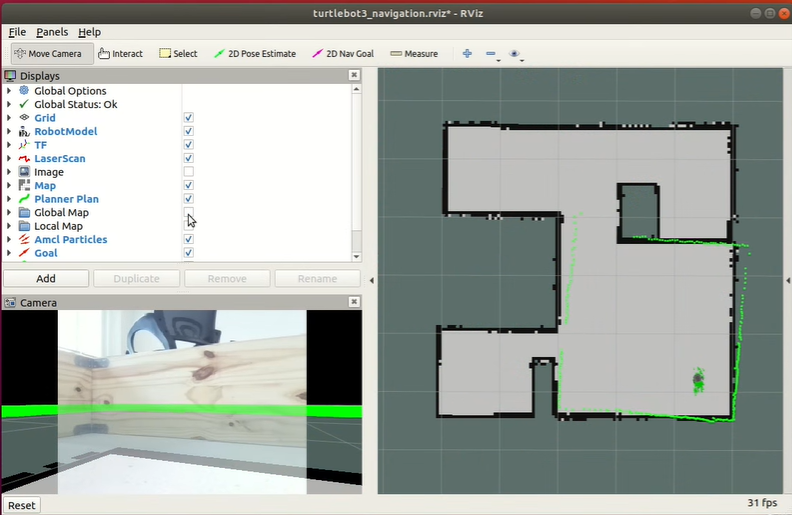 turtlebot3_navigation.rviz* - RViz
File Panels Help
Move Camera Interact Select 2D Pose Estimate 2D Nav Goal Measure
Displays
Global Options
Global Status: Ok
Grid
RobotModel
TF
LaserScan
Image
Map
Planner Plan
Global Map
Local Map
Amcl Particles
Goal
Add Duplicate Remove Rename
Camera
Reset
31 fps